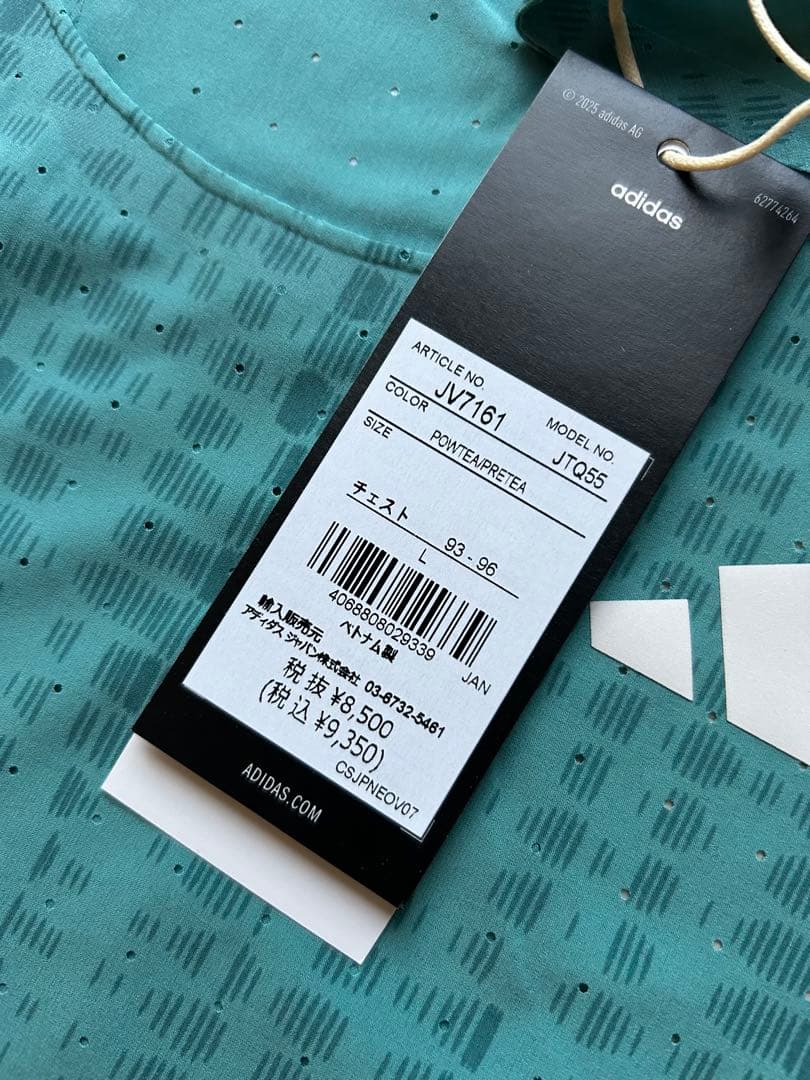 © 2025 adidas AG
62774264
adidas
ARTICLE NO.
MODEL NO.
JV7161
JTQ55
COLOR
POWTEA/PRETEA
SIZE
チェスト 93 - 96
L
4068808029339
JAN
ベトナム製
輸入販売元
アディダス ジャパン株式会社 03-6732-5461
税 抜 ¥8,500
(税 込 ¥9,350)
CSJPNEOV07
ADIDAS.COM